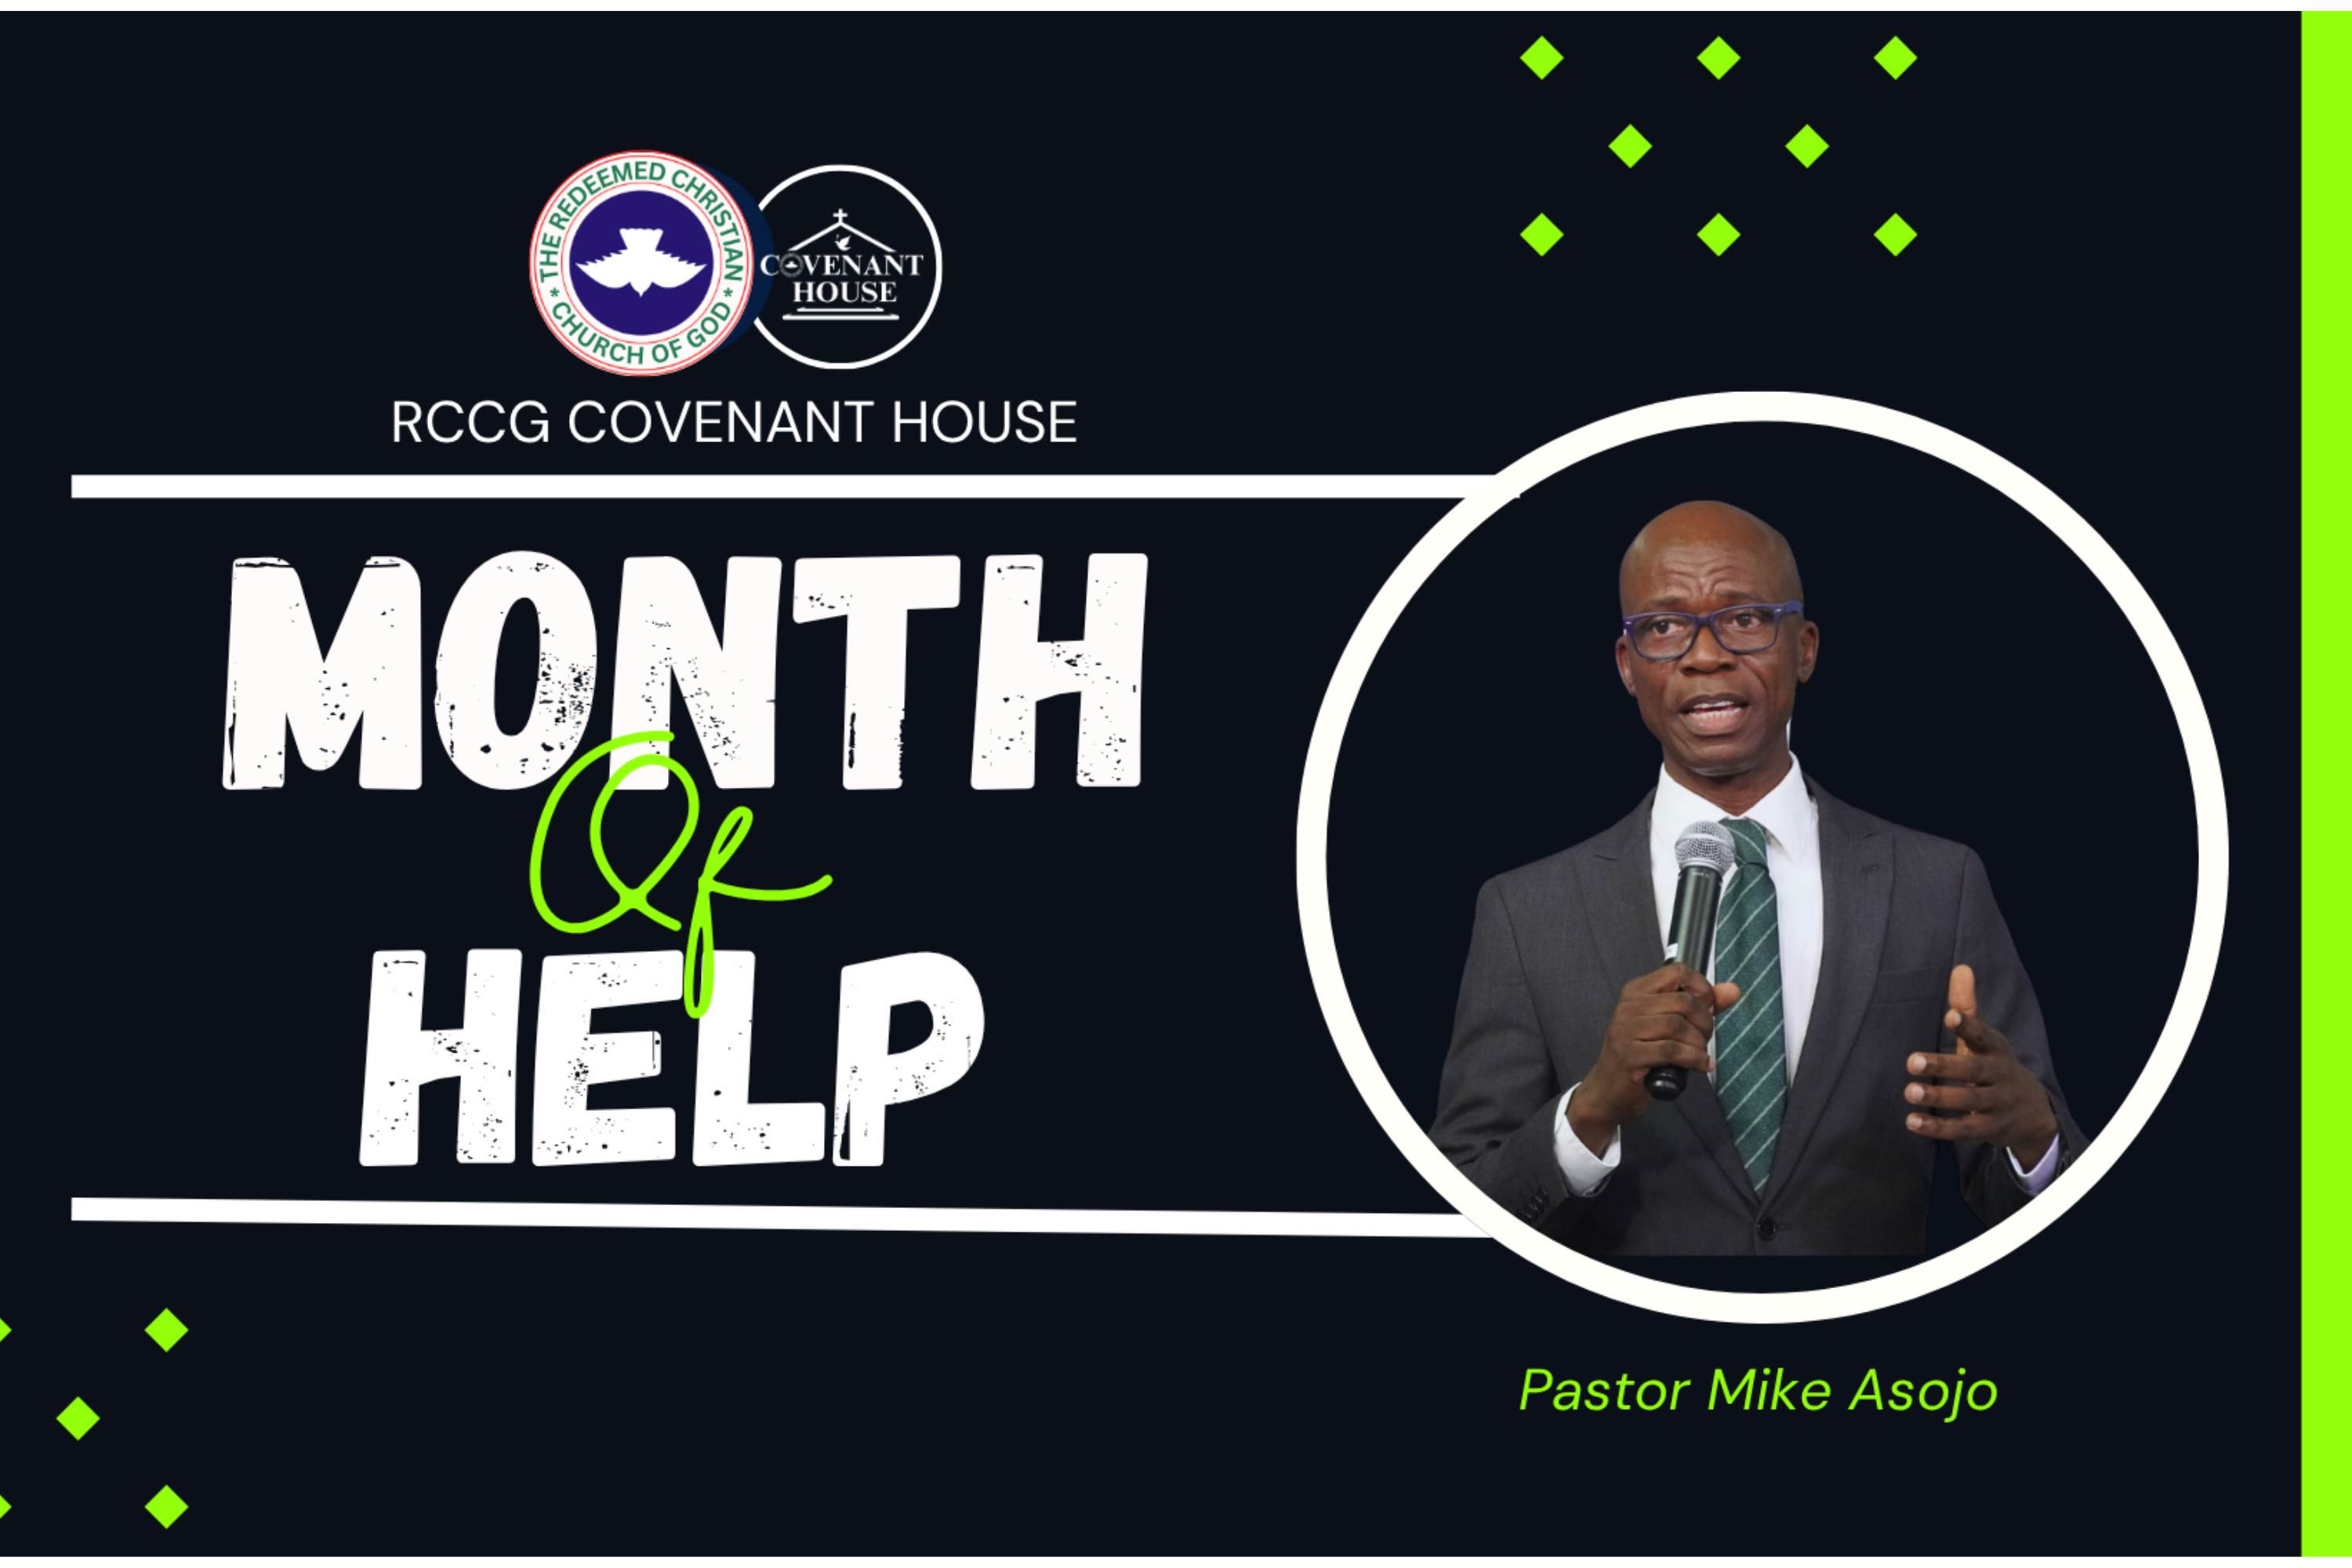 THE REDEEMED CHRISTIAN
* CHURCH OF GOD *
COVENANT
HOUSE
RCCG COVENANT HOUSE
MONTH
Of
HELP
Pastor Mike Asojo